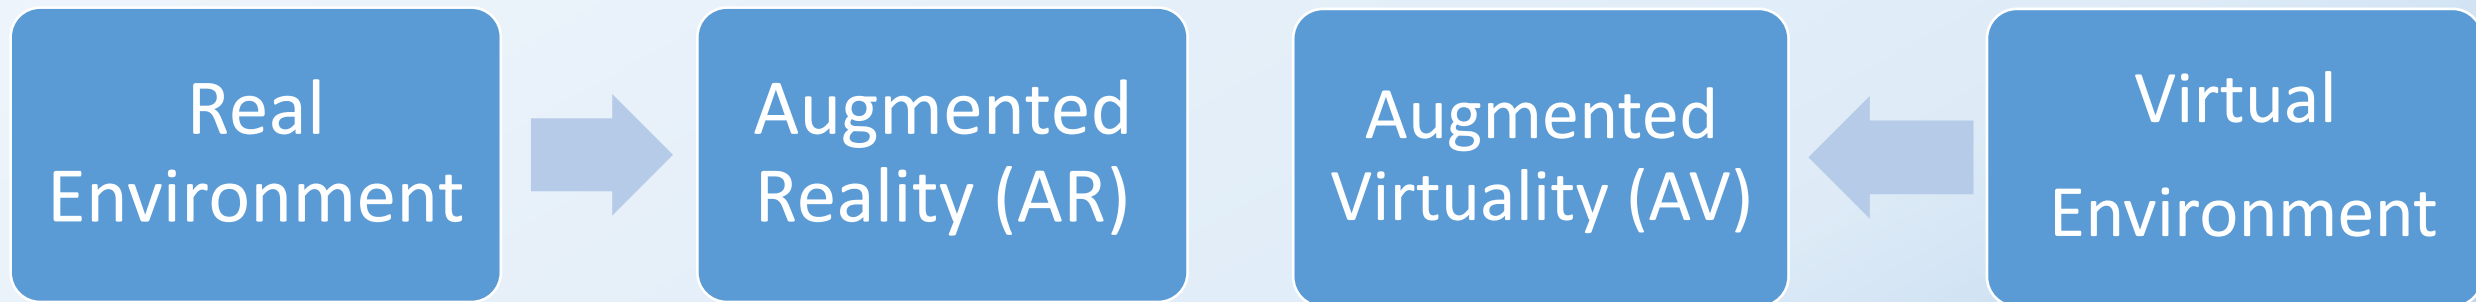 Real
Environment
Augmented
Reality (AR)
Augmented
Virtuality (AV)
Virtual
Environment